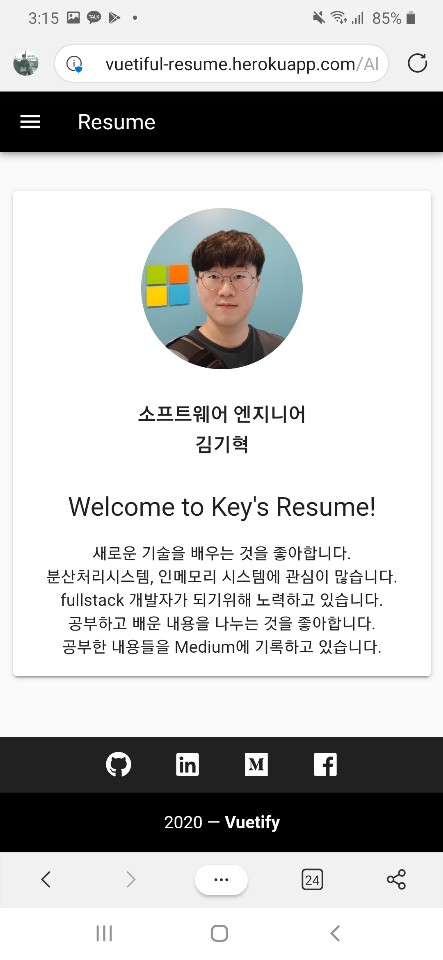 3:15
85%
vuetiful-resume.herokuapp.com/Al
Resume
소프트웨어 엔지니어
김기혁
Welcome to Key's Resume!
새로운 기술을 배우는 것을 좋아합니다.
분산처리시스템, 인메모리 시스템에 관심이 많습니다.
fullstack 개발자가 되기위해 노력하고 있습니다.
공부하고 배운 내용을 나누는 것을 좋아합니다.
공부한 내용들을 Medium에 기록하고 있습니다.
2020 — Vuetify
24